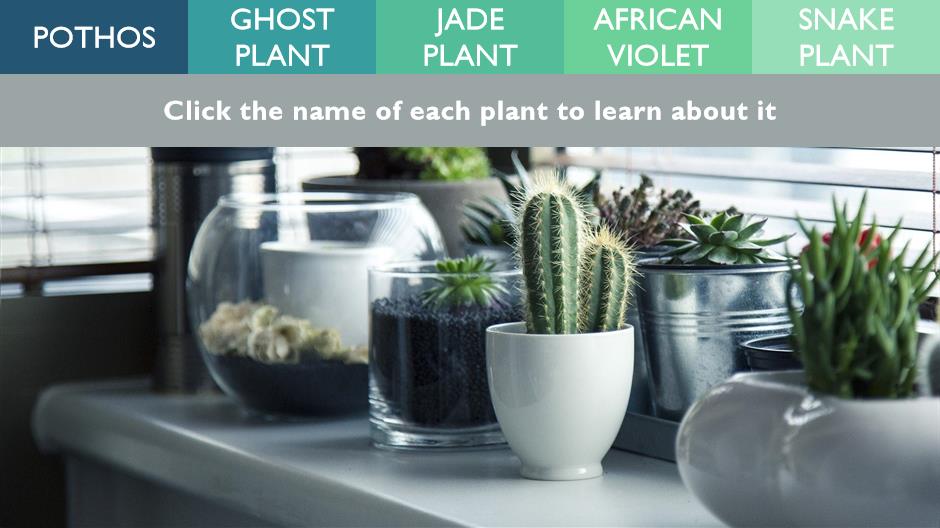 POTHOS
GHOST
PLANT
JADE
PLANT
AFRICAN
VIOLET
SNAKE
PLANT
Click the name of each plant to learn about it